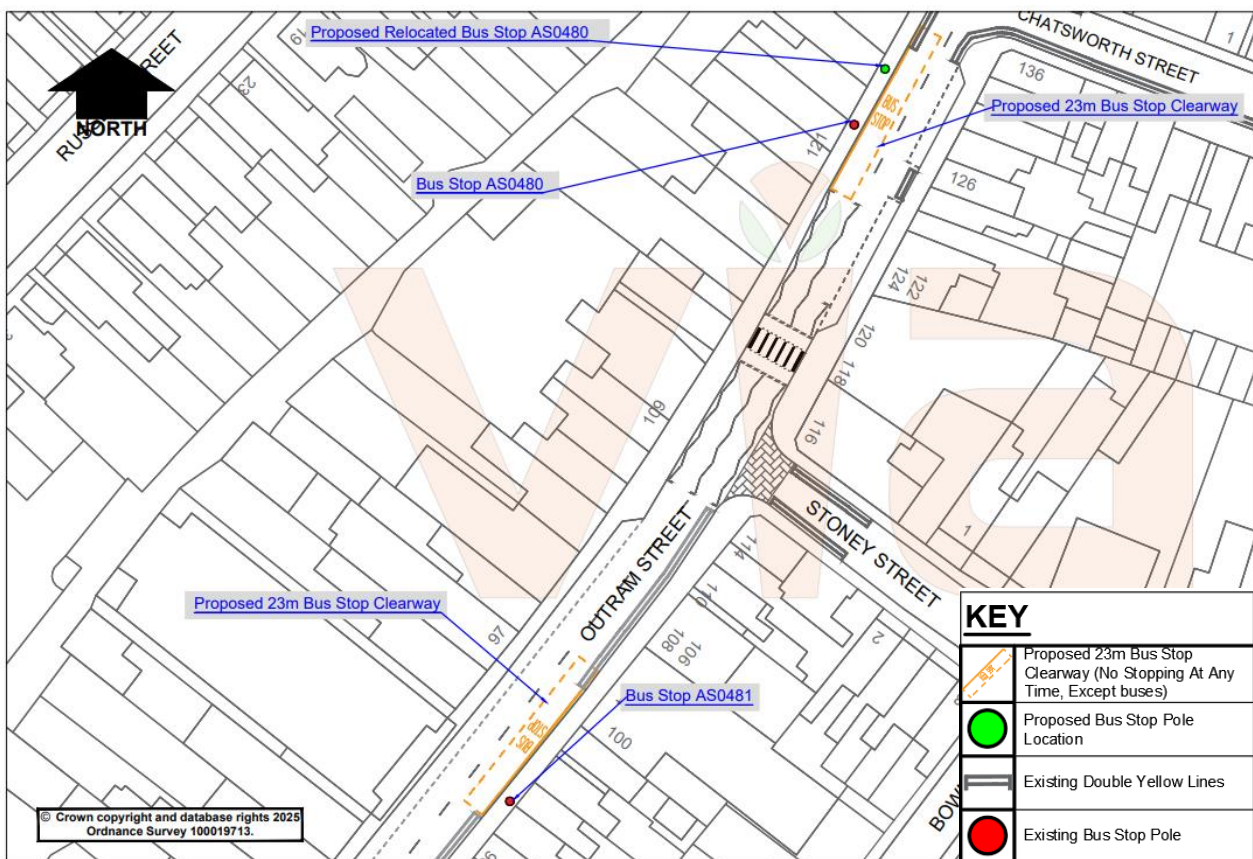 Proposed Relocated Bus Stop AS0480
CHATSWORTH STREET
19
1
23
NORTH
136
Proposed 23m Bus Stop Clearway
BUS
STOP
121
Bus Stop AS0480
126
124
122
Via
120
118
109
116
STONEY STREET
1
OUTRAM STREET
114
110
108
106
2
Proposed 23m Bus Stop Clearway
97
Bus Stop AS0481
BUS
STOP
100
© Crown copyright and database rights 2025
Ordnance Survey 100019713.
KEY
Proposed 23m Bus Stop
Clearway (No Stopping At Any
Time, Except buses)
Proposed Bus Stop Pole
Location
Existing Double Yellow Lines
Existing Bus Stop Pole